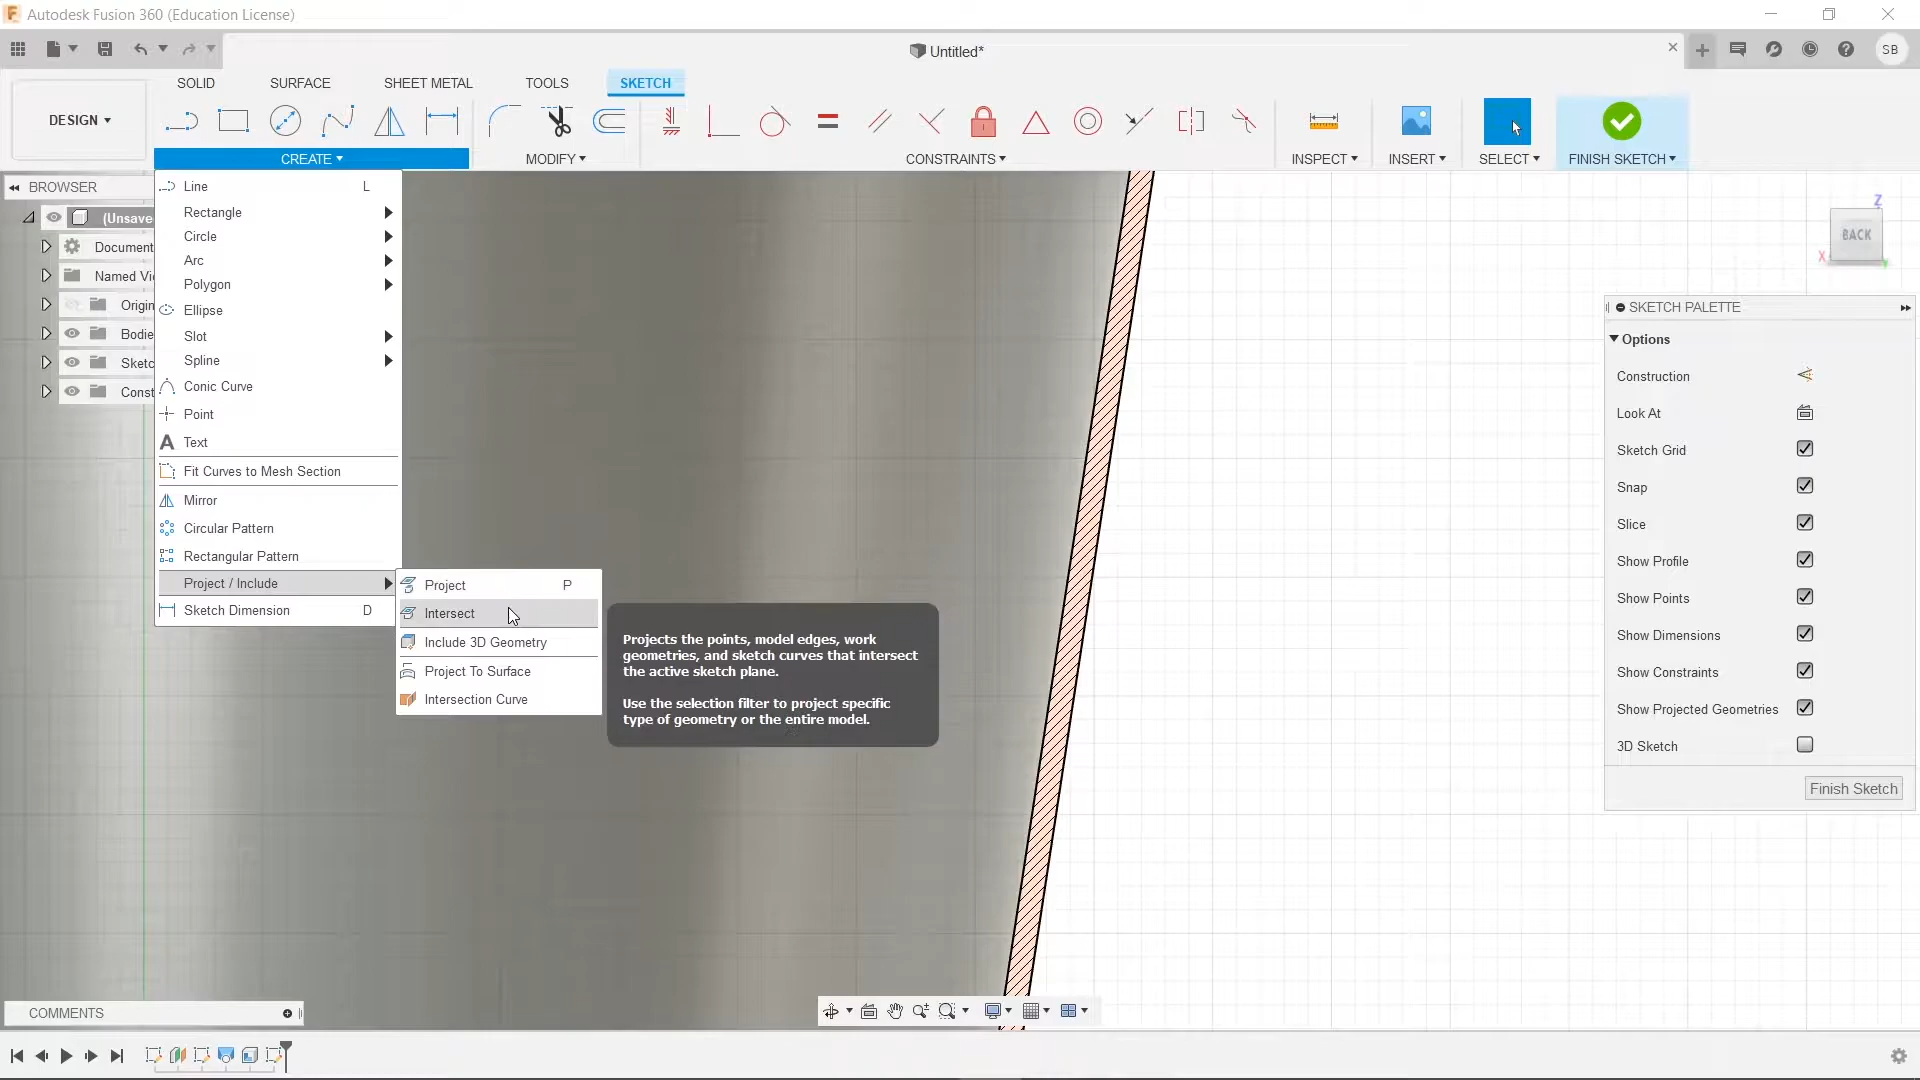 Autodesk Fusion 360 (Education License)
Untitled*
SB
SOLID
SURFACE
SHEET METAL
TOOLS
SKETCH
DESIGN
CREATE
MODIFY
CONSTRAINTS
INSPECT
INSERT
SELECT
FINISH SKETCH
BROWSER
(Unsave
Document
Named Vi
Origin
Bodie
Sketc
Const
Line L
Rectangle
Circle
Arc
Polygon
Ellipse
Slot
Spline
Conic Curve
Point
Text
Fit Curves to Mesh Section
Mirror
Circular Pattern
Rectangular Pattern
Project / Include
Sketch Dimension D
Project P
Intersect
Include 3D Geometry
Project To Surface
Intersection Curve
Projects the points, model edges, work
geometries, and sketch curves that intersect
the active sketch plane.
Use the selection filter to project specific
type of geometry or the entire model.
Z
BACK
X
Y
SKETCH PALETTE
Options
Construction
Look At
Sketch Grid
Snap
Slice
Show Profile
Show Points
Show Dimensions
Show Constraints
Show Projected Geometries
3D Sketch
Finish Sketch
COMMENTS